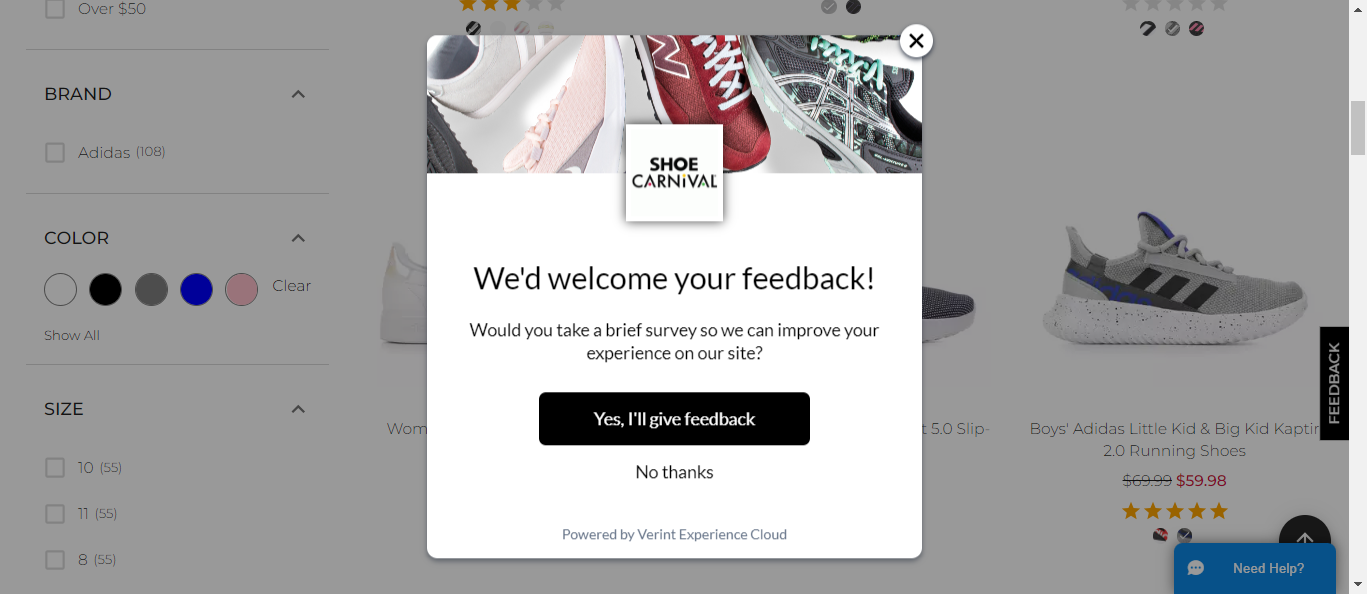 Over $50
BRAND
Adidas (108)
COLOR
Clear
Show All
SIZE
10 (55)
11 (55)
8 (55)
SHOE
CARNIVAL
We'd welcome your feedback!
Would you take a brief survey so we can improve your
experience on our site?
Yes, I'll give feedback
No thanks
Powered by Verint Experience Cloud
Wom
t 5.0 Slip-
Boys' Adidas Little Kid & Big Kid Kaptir
2.0 Running Shoes
$69.99 $59.98
FEEDBACK
Need Help?